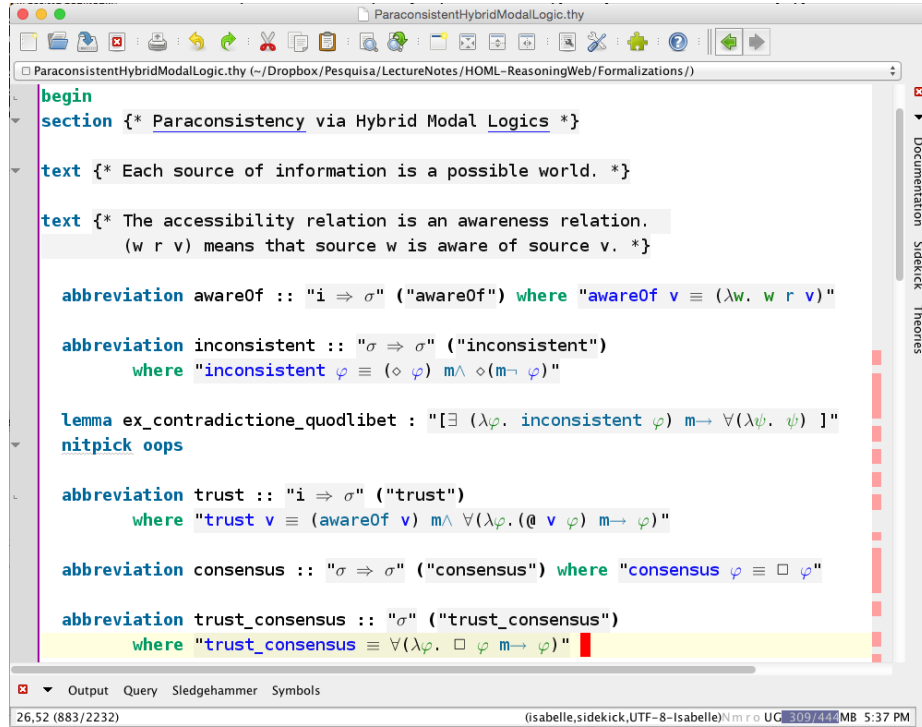 ParaconsistentHybridModalLogic.thy
ParaconsistentHybridModalLogic.thy (~/Dropbox/Pesquisa/LectureNotes/HOML-ReasoningWeb/Formalizations/)
begin
section {* Paraconsistency via Hybrid Modal Logics *}
text {* Each source of information is a possible world. *}
text {* The accessibility relation is an awareness relation.
(w r v) means that source w is aware of source v. *}
abbreviation awareOf :: "i ⇒ σ" ("awareOf") where "awareOf v ≡ (λw. w r v)"
abbreviation inconsistent :: "σ ⇒ σ" ("inconsistent")
where "inconsistent φ ≡ (⋄ φ) m∧ ⋄(m¬ φ)"
lemma ex_contradictione_quodlibet : "[∃ (λφ. inconsistent φ) m→ ∀(λψ. ψ) ]"
nitpick oops
abbreviation trust :: "i ⇒ σ" ("trust")
where "trust v ≡ (awareOf v) m∧ ∀(λφ.(@ v φ) m→ φ)"
abbreviation consensus :: "σ ⇒ σ" ("consensus") where "consensus φ ≡ □ φ"
abbreviation trust_consensus :: "σ" ("trust_consensus")
where "trust_consensus ≡ ∀(λφ. □ φ m→ φ)"
Documentation
Sidekick
Theories
Output Query Sledgehammer Symbols
26,52 (883/2232)
(isabelle,sidekick,UTF-8-Isabelle)N m r o UG 309/444MB 5:37 PM